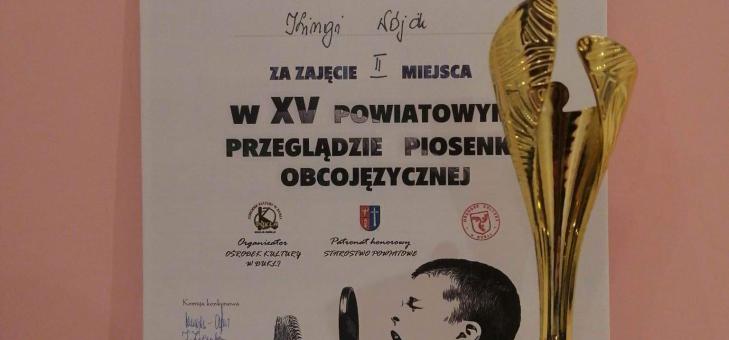 Kingi Wójcik
ZA ZAJĘCIE II MIEJSCA
W XV POWIATOWYM
PRZEGLĄDZIE PIOSENK
OBCOJĘZYCZNEJ
Organizator
OŚRODEK KULTURY
W DUKLI
Patronat honorowy
STAROSTWO POWIATOWE
Komisja konkursowa